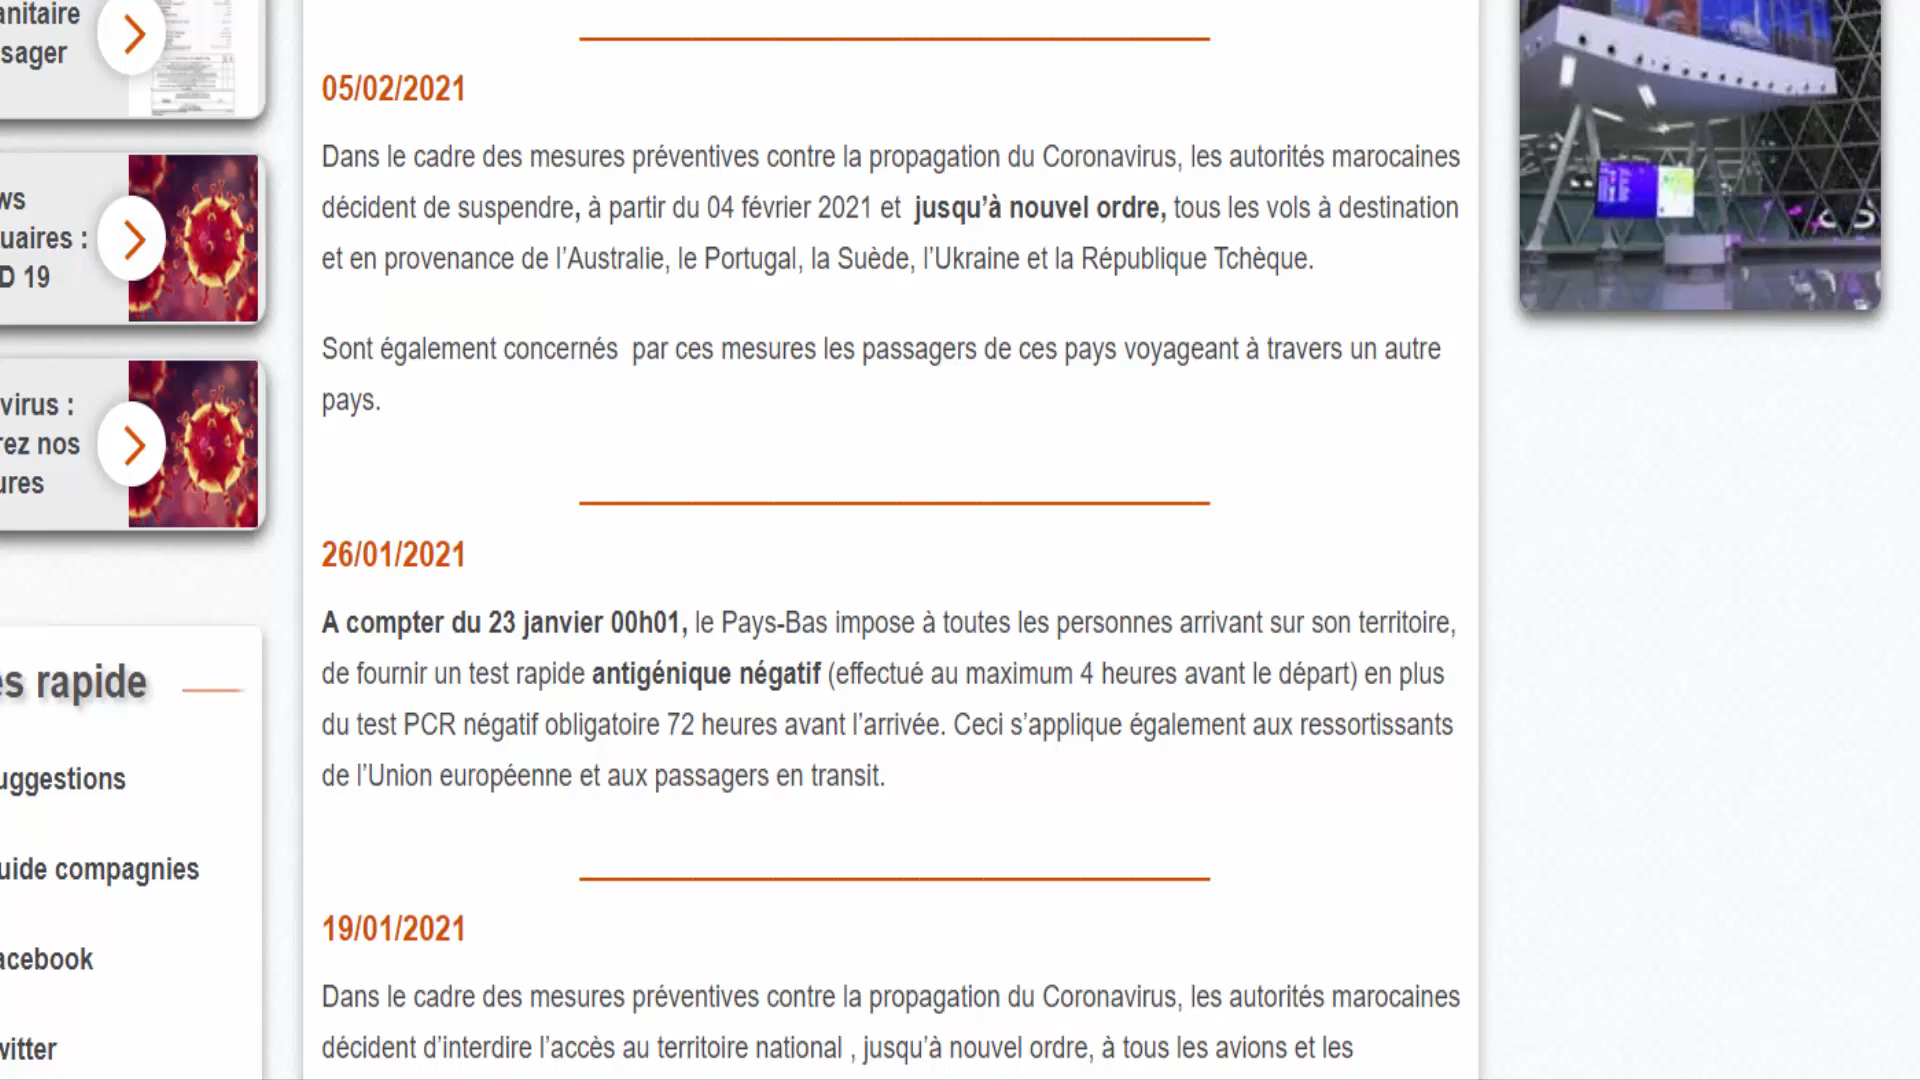 anitaire
sager
ws
uaires :
D 19
virus :
rez nos
ures
es rapide
uggestions
uide compagnies
acebook
witter
05/02/2021
Dans le cadre des mesures préventives contre la propagation du Coronavirus, les autorités marocaines
décident de suspendre, à partir du 04 février 2021 et jusqu’à nouvel ordre, tous les vols à destination
et en provenance de l’Australie, le Portugal, la Suède, l’Ukraine et la République Tchèque.
Sont également concernés par ces mesures les passagers de ces pays voyageant à travers un autre
pays.
26/01/2021
A compter du 23 janvier 00h01, le Pays-Bas impose à toutes les personnes arrivant sur son territoire,
de fournir un test rapide antigénique négatif (effectué au maximum 4 heures avant le départ) en plus
du test PCR négatif obligatoire 72 heures avant l’arrivée. Ceci s’applique également aux ressortissants
de l’Union européenne et aux passagers en transit.
19/01/2021
Dans le cadre des mesures préventives contre la propagation du Coronavirus, les autorités marocaines
décident d’interdire l’accès au territoire national , jusqu’à nouvel ordre, à tous les avions et les